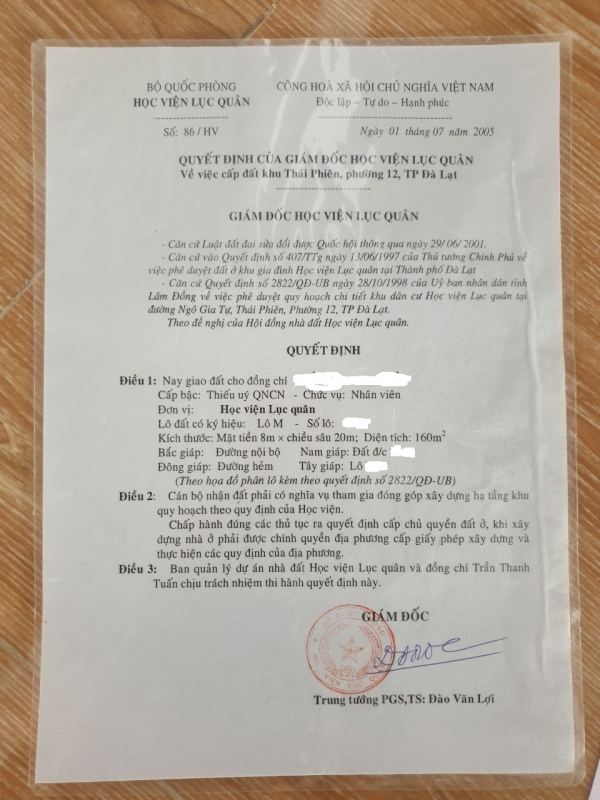 BỘ QUỐC PHÒNG
HỌC VIỆN LỤC QUÂN
Số: 86 / HV
CÔNG HOÀ XÃ HỘI CHỦ NGHĨA VIỆT NAM
Độc lập – Tự do – Hạnh phúc
Ngày 01 tháng 07 năm 2005
QUYẾT ĐỊNH CỦA GIÁM ĐỐC HỌC VIỆN LỤC QUÂN
Về việc cấp đất khu Thái Phiên, phường 12, TP Đà Lạt
GIÁM ĐỐC HỌC VIỆN LỤC QUÂN
- Căn cứ Luật đất đai sửa đổi được Quốc hội thông qua ngày 29/ 06/ 2001.
- Căn cứ vào Quyết định số 407/TTg ngày 13/06/1997 của Thủ tướng Chính Phủ về
việc phê duyệt đất ở khu gia đình Học viện Lục quân tại Thành phố Đà Lạt
- Căn cứ Quyết định số 2822/QĐ-UB ngày 28/10/1998 của Uỷ ban nhân dân tỉnh
Lâm Đồng về việc phê duyệt quy hoạch chi tiết khu dân cư Học viện Lục quân tại
đường Ngô Gia Tự, Thái Phiên, Phường 12, TP Đà Lạt.
Theo đề nghị của Hội đồng nhà đất Học viện Lục quân.
QUYẾT ĐỊNH
Điều 1: Nay giao đất cho đồng chí
Cấp bậc: Thiếu uý QNCN - Chức vụ: Nhân viên
Đơn vị: Học viện Lục quân
Lô đất có ký hiệu: Lô M - Số lô:
Kích thước: Mặt tiền 8m × chiều sâu 20m; Diện tích: 160m²
Bắc giáp: Đường nội bộ Nam giáp: Đất đ/c
Đông giáp: Đường hẻm Tây giáp: Lô
(Theo họa đồ phân lô kèm theo quyết định số 2822/QĐ-UB)
Điều 2: Cán bộ nhận đất phải có nghĩa vụ tham gia đóng góp xây dựng hạ tầng khu
quy hoạch theo quy định của Học viện.
Chấp hành đúng các thủ tục ra quyết định cấp chủ quyền đất ở, khi xây
dựng nhà ở phải được chính quyền địa phương cấp giấy phép xây dựng và
thực hiện các quy định của địa phương.
Điều 3: Ban quản lý dự án nhà đất Học viện Lục quân và đồng chí Trần Thanh
Tuấn chịu trách nhiệm thi hành quyết định này.
GIÁM ĐỐC
Trung tướng PGS,TS: Đào Văn Lợi